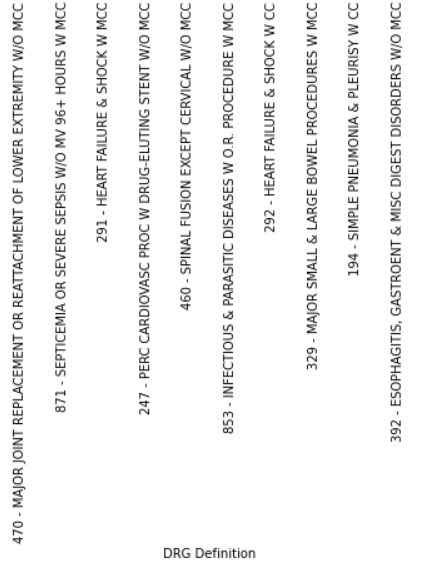 470 - MAJOR JOINT REPLACEMENT OR REATTACHMENT OF LOWER EXTREMITY W/O MCC
871 - SEPTICEMIA OR SEVERE SEPSIS W/O MV 96+ HOURS W MCC
291 - HEART FAILURE & SHOCK W MCC
247 - PERC CARDIOVASC PROC W DRUG-ELUTING STENT W/O MCC
460 - SPINAL FUSION EXCEPT CERVICAL W/O MCC
853 - INFECTIOUS & PARASITIC DISEASES W O.R. PROCEDURE W MCC
292 - HEART FAILURE & SHOCK W CC
329 - MAJOR SMALL & LARGE BOWEL PROCEDURES W MCC
194 - SIMPLE PNEUMONIA & PLEURISY W CC
392 - ESOPHAGITIS, GASTROENT & MISC DIGEST DISORDERS W/O MCC
DRG Definition